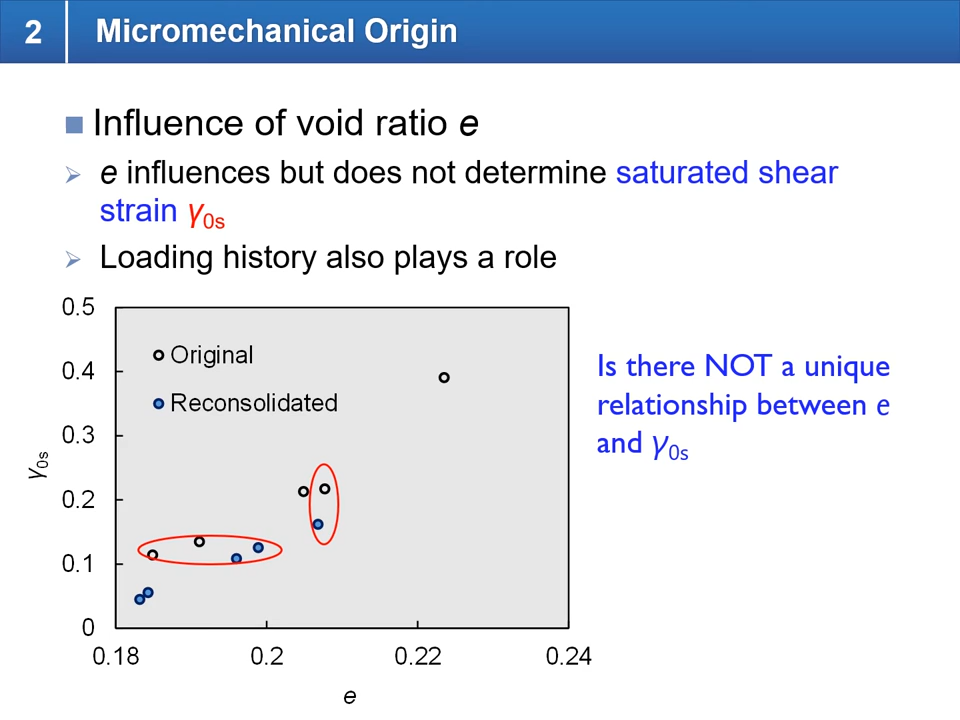 2
Micromechanical Origin
Influence of void ratio e
e influences but does not determine saturated shear
strain γ0s
Loading history also plays a role
0.5
0.4
0.3
0.2
0.1
0
γ0s
Original
Reconsolidated
0.18 0.2 0.22 0.24
e
Is there NOT a unique
relationship between e
and γ0s